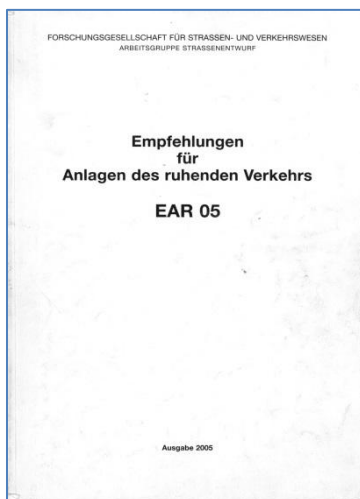 FORSCHUNGSGESELLSCHAFT FÜR STRASSEN- UND VERKEHRSWESEN
ARBEITSGRUPPE STRASSENENTWURF
Empfehlungen
für
Anlagen des ruhenden Verkehrs
EAR 05
Ausgabe 2005